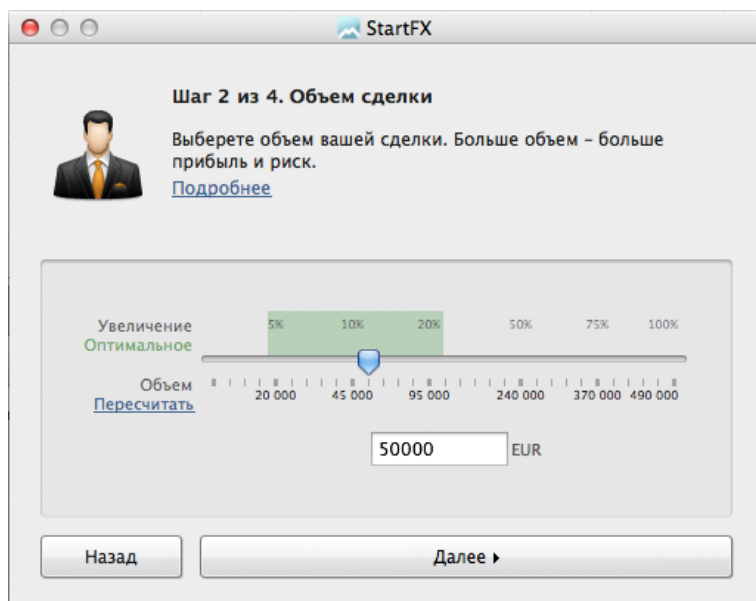 StartFX
Шаг 2 из 4. Объем сделки
Выберете объем вашей сделки. Больше объем – больше
прибыль и риск.
Подробнее
Увеличение 5% 10% 20% 50% 75% 100%
Оптимальное
Объем
Пересчитать 20 000 45 000 95 000 240 000 370 000 490 000
50000 EUR
Назад Далее